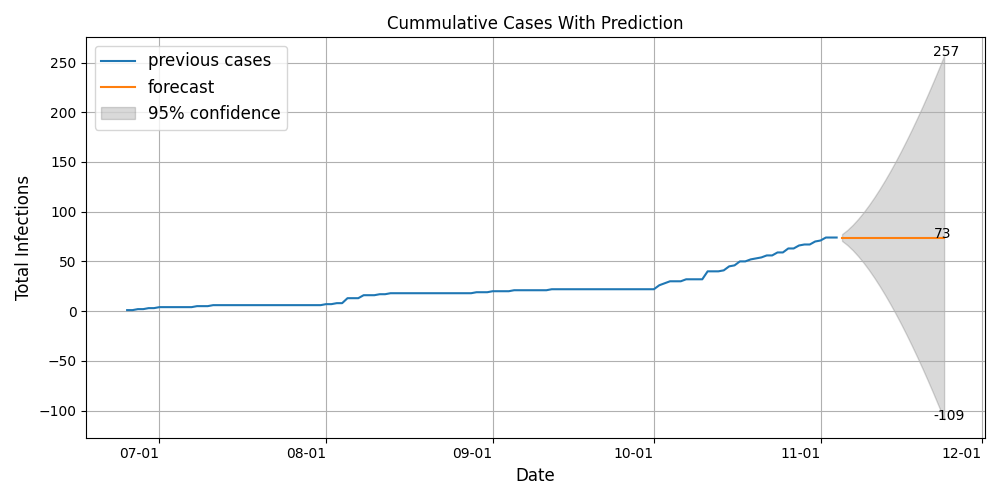 Cummulative Cases With Prediction
previous cases
forecast
95% confidence
250
200
150
100
50
0
−50
−100
Total Infections
257
73
-109
07-01
08-01
09-01
10-01
11-01
12-01
Date